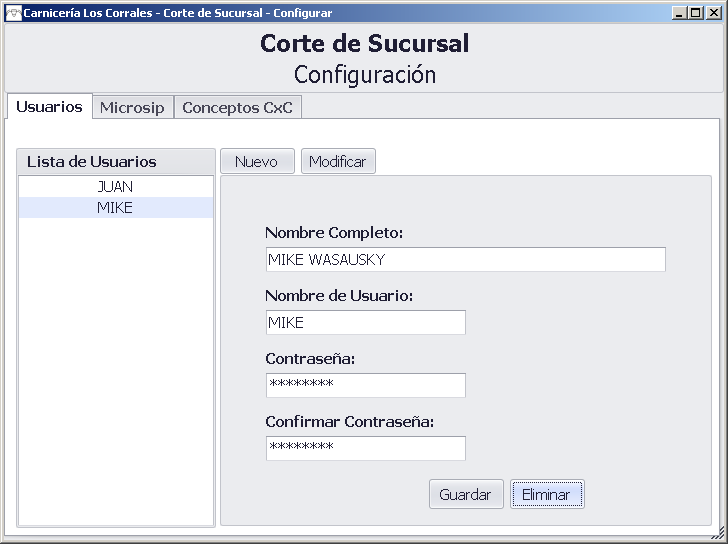 Carnicería Los Corrales - Corte de Sucursal - Configurar
Corte de Sucursal
Configuración
Usuarios Microsip Conceptos CxC
Lista de Usuarios
JUAN
MIKE
Nuevo Modificar
Nombre Completo:
MIKE WASAUSKY
Nombre de Usuario:
MIKE
Contraseña:
********
Confirmar Contraseña:
********
Guardar Eliminar